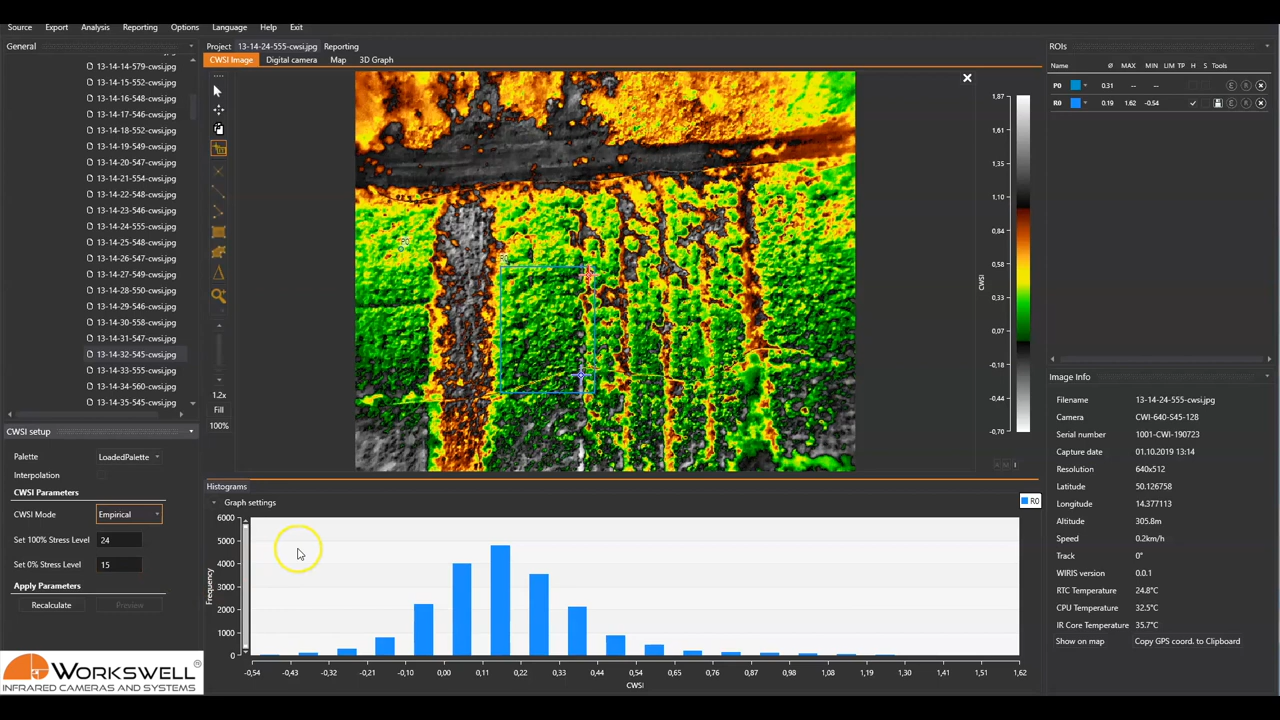 Source Export Analysis Reporting Options Language Help Exit
General
13-14-14-579-cwsi.jpg
13-14-15-552-cwsi.jpg
13-14-16-548-cwsi.jpg
13-14-17-546-cwsi.jpg
13-14-18-552-cwsi.jpg
13-14-19-549-cwsi.jpg
13-14-20-547-cwsi.jpg
13-14-21-554-cwsi.jpg
13-14-22-548-cwsi.jpg
13-14-23-546-cwsi.jpg
13-14-24-555-cwsi.jpg
13-14-25-548-cwsi.jpg
13-14-26-547-cwsi.jpg
13-14-27-549-cwsi.jpg
13-14-28-550-cwsi.jpg
13-14-29-546-cwsi.jpg
13-14-30-558-cwsi.jpg
13-14-31-547-cwsi.jpg
13-14-32-545-cwsi.jpg
13-14-33-555-cwsi.jpg
13-14-34-560-cwsi.jpg
13-14-35-545-cwsi.jpg
CWSI setup
Palette LoadedPalette
Interpolation
CWSI Parameters
CWSI Mode Empirical
Set 100% Stress Level 24
Set 0% Stress Level 15
Apply Parameters
Recalculate Preview
WORKSWELL®
INFRARED CAMERAS AND SYSTEMS
Project 13-14-24-555-cwsi.jpg Reporting
CWSI Image Digital camera Map 3D Graph
1.2x
Fill
100%
1,87
1,61
1,35
1,10
0,84
0,58
0,33
0,07
-0,18
-0,44
-0,70
CWSI
Histograms
Graph settings
R0
6000
5000
4000
3000
2000
1000
0
Frequency
-0,54 -0,43 -0,32 -0,22 -0,11 0,00 0,11 0,22 0,33 0,44 0,55 0,66 0,76 0,87 0,98 1,09 1,19 1,30 1,41 1,51 1,62
CWSI
ROIs
Name Ø MAX MIN LIM TP H S Tools
P0 0.31 -- --
R0 0.19 1.62 -0.54
Image Info
Filename 13-14-24-555-cwsi.jpg
Camera CWI-640-S45-128
Serial number 1001-CWI-190723
Capture date 01.10.2019 13:14
Resolution 640x512
Latitude 50.126758
Longitude 14.377113
Altitude 305.8m
Speed 0.2km/h
Track 0°
WIRIS version 0.0.1
RTC Temperature 24.8°C
CPU Temperature 32.5°C
IR Core Temperature 35.7°C
Show on map Copy GPS coord. to Clipboard